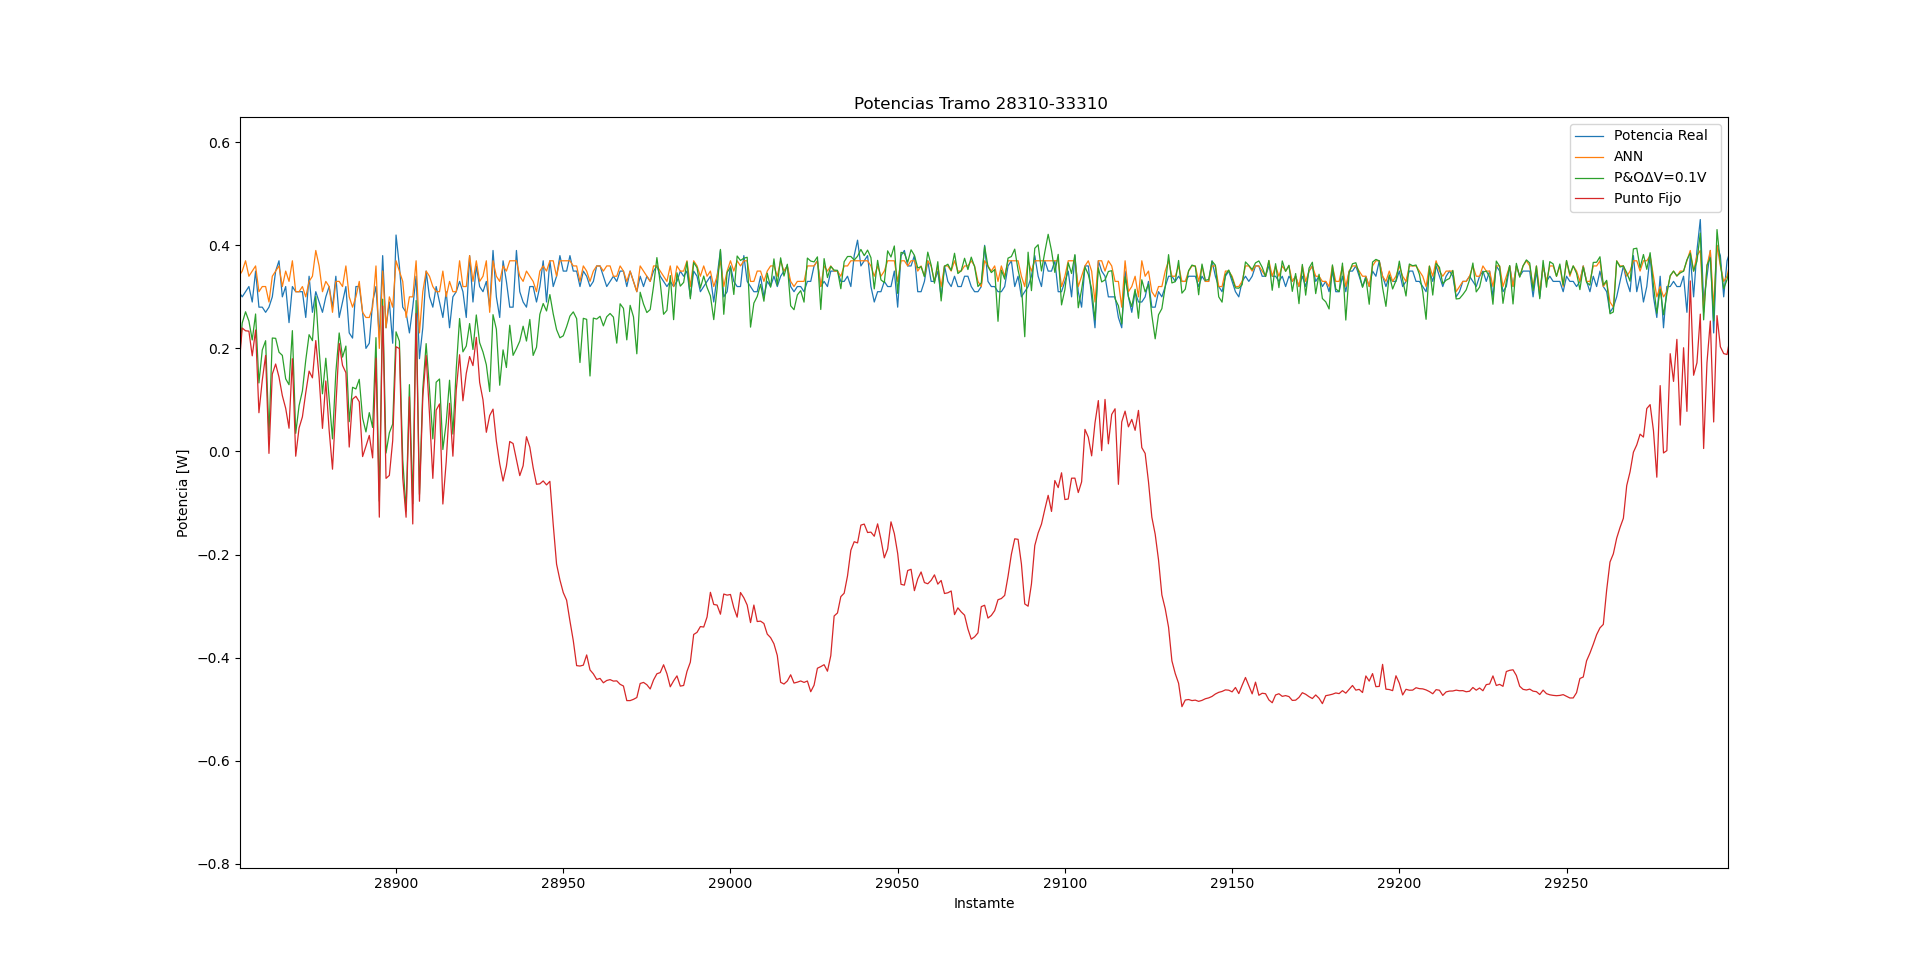 Potencias Tramo 28310-33310
Potencia Real
ANN
P&OΔV=0.1V
Punto Fijo
Potencia [W]
0.6
0.4
0.2
0.0
−0.2
−0.4
−0.6
−0.8
28900 28950 29000 29050 29100 29150 29200 29250
Instamte